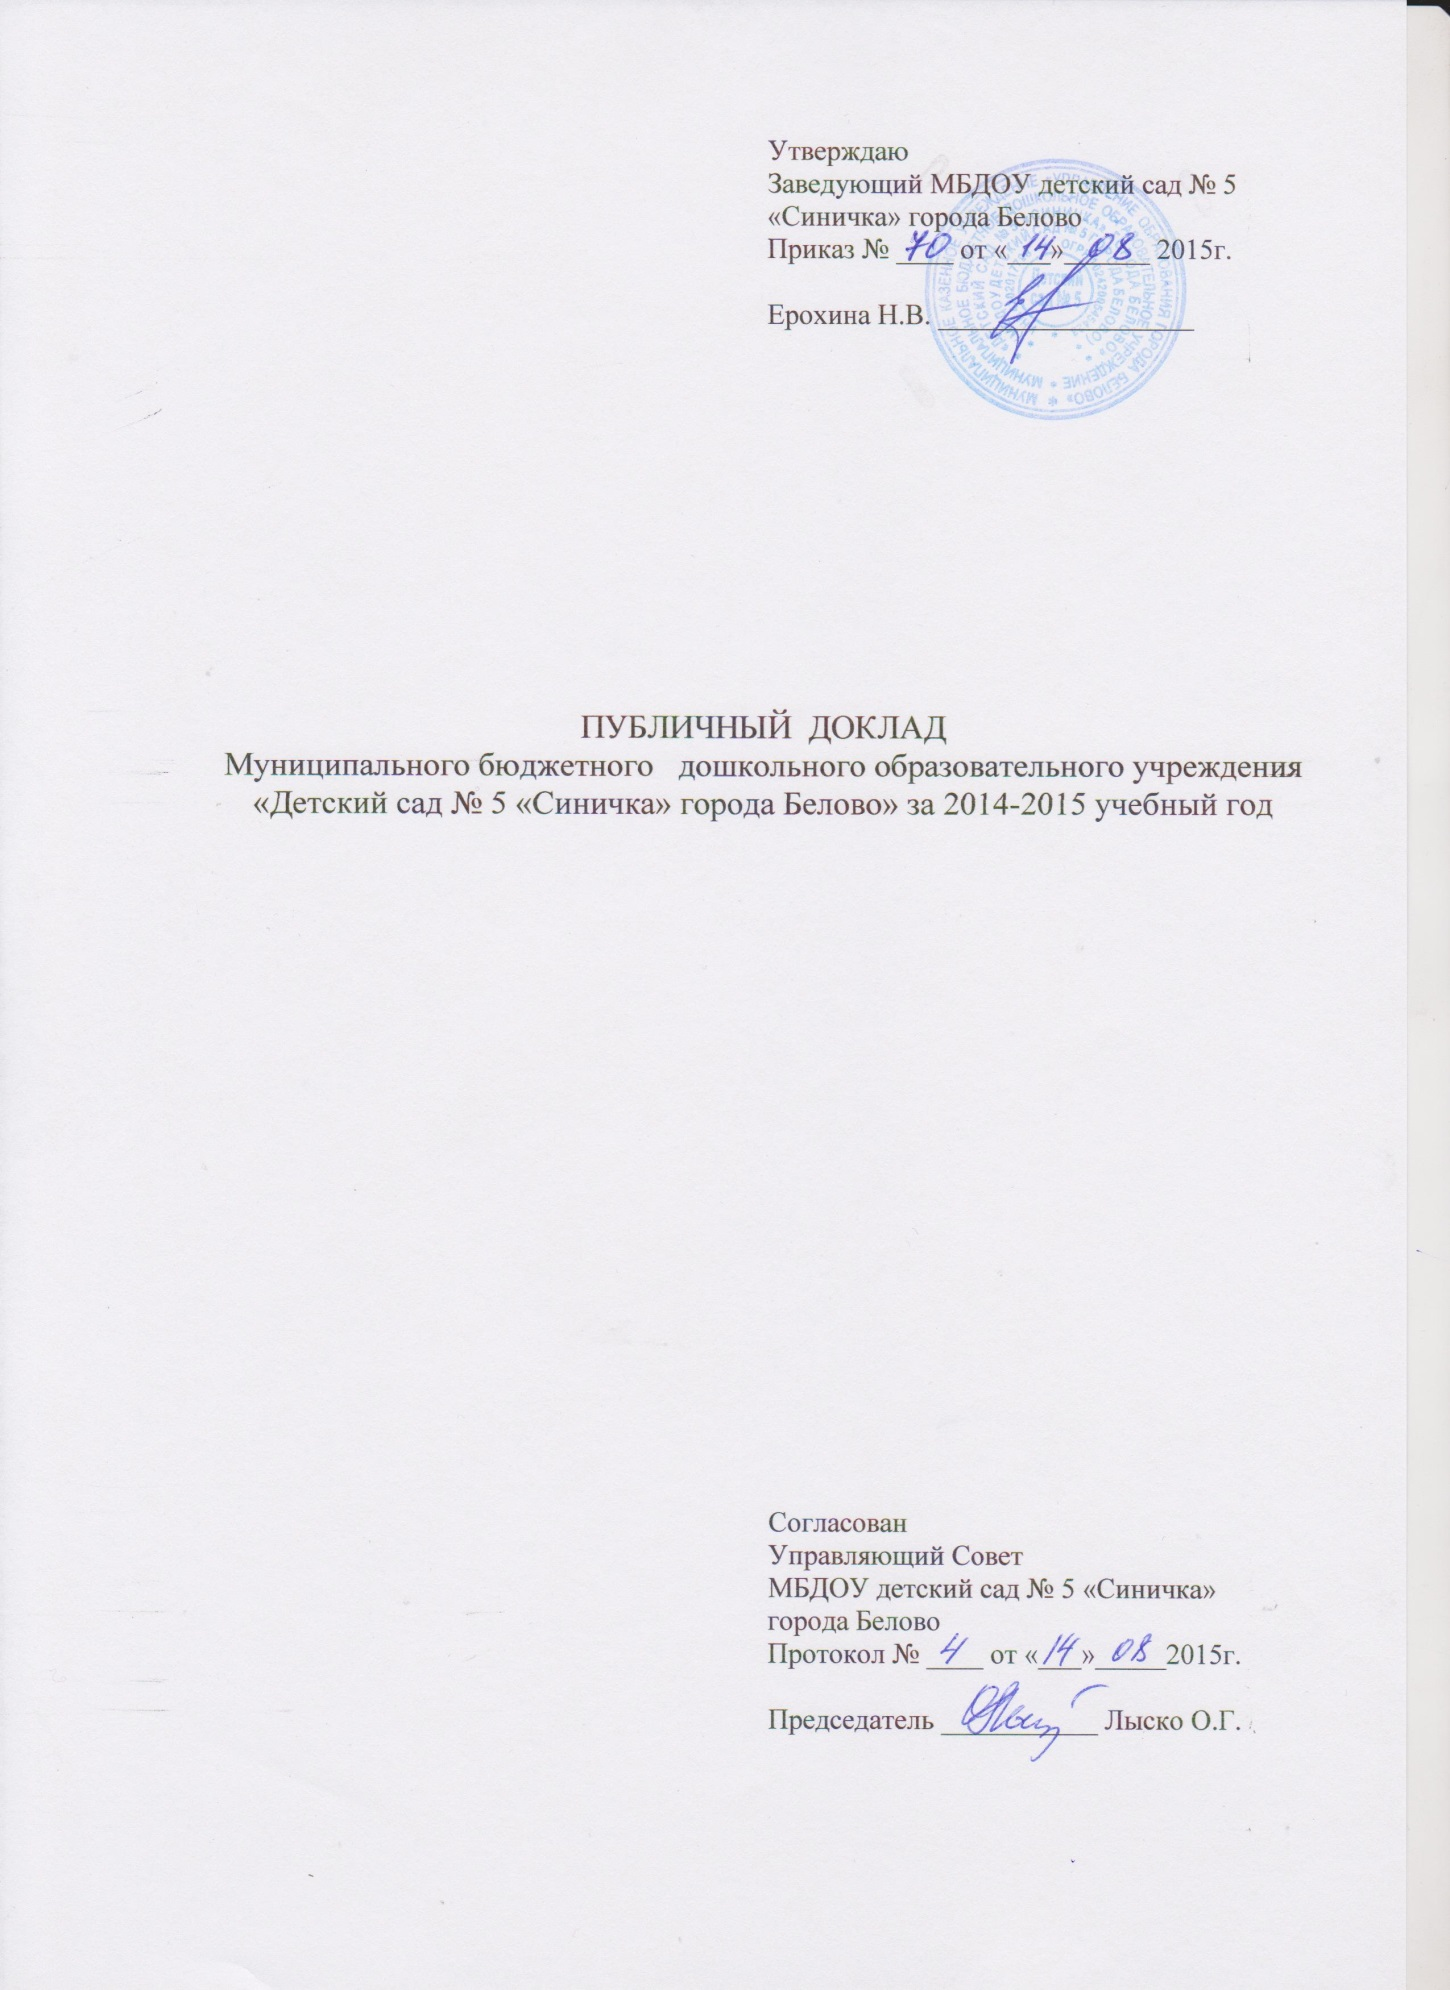 Утверждаю
Заведующий МБДОУ детский сад № 5
«Синичка» города Белово
Приказ № 70 от «14» 08 2015г.
Ерохина Н.В.
ПУБЛИЧНЫЙ ДОКЛАД
Муниципального бюджетного дошкольного образовательного учреждения
«Детский сад № 5 «Синичка» города Белово» за 2014-2015 учебный год
Согласован
Управляющий Совет
МБДОУ детский сад № 5 «Синичка»
города Белово
Протокол № 4 от «14» 08 2015г.
Председатель Лыско О.Г.